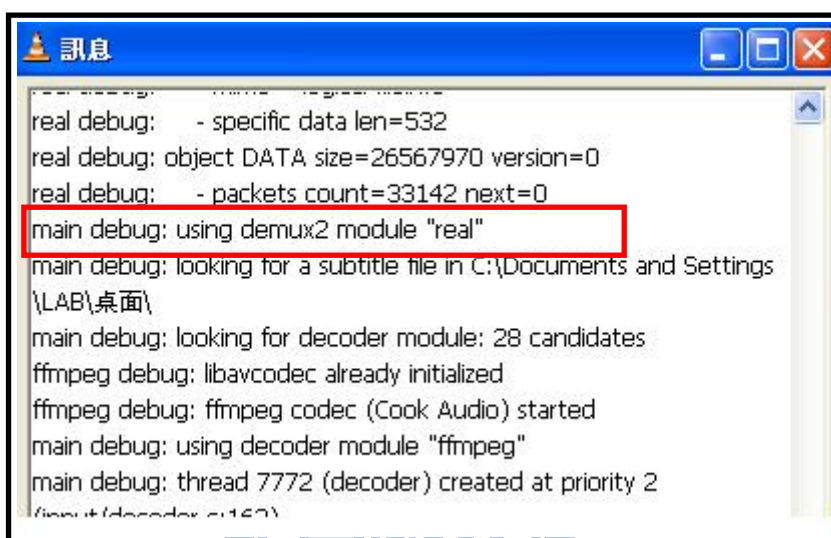 訊息
real debug: - specific data len=532
real debug: object DATA size=26567970 version=0
real debug: - packets count=33142 next=0
main debug: using demux2 module "real"
main debug: looking for a subtitle file in C:\Documents and Settings
\LAB\桌面\
main debug: looking for decoder module: 28 candidates
ffmpeg debug: libavcodec already initialized
ffmpeg debug: ffmpeg codec (Cook Audio) started
main debug: using decoder module "ffmpeg"
main debug: thread 7772 (decoder) created at priority 2